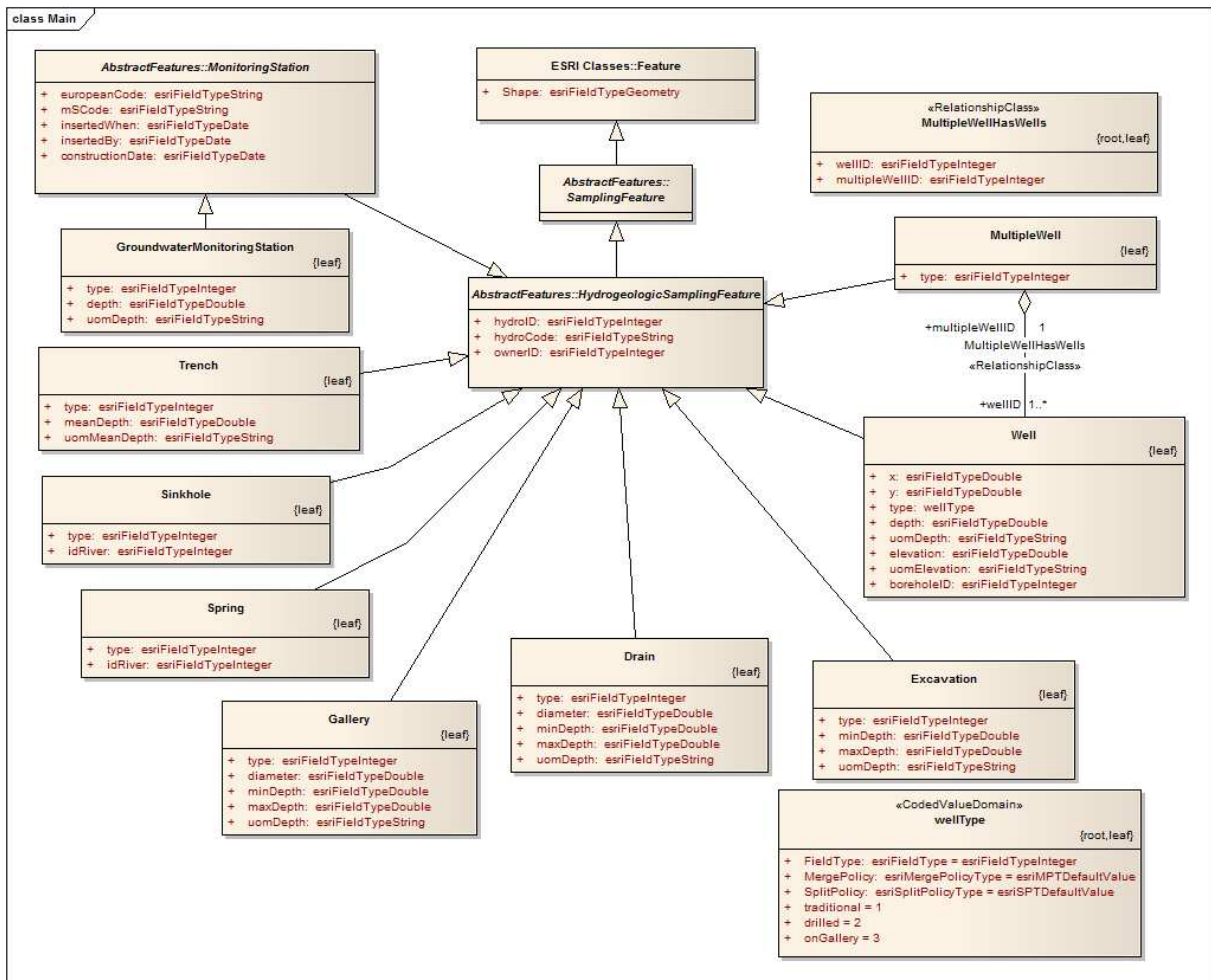 class Main
AbstractFeatures::MonitoringStation
+ europeanCode: esriFieldTypeString
+ mSCode: esriFieldTypeString
+ insertedWhen: esriFieldTypeDate
+ insertedBy: esriFieldTypeDate
+ constructionDate: esriFieldTypeDate
ESRI Classes::Feature
+ Shape: esriFieldTypeGeometry
«RelationshipClass»
MultipleWellHasWells
{root,leaf}
+ wellID: esriFieldTypeInteger
+ multipleWellID: esriFieldTypeInteger
AbstractFeatures::
SamplingFeature
GroundwaterMonitoringStation
{leaf}
+ type: esriFieldTypeInteger
+ depth: esriFieldTypeDouble
+ uomDepth: esriFieldTypeString
MultipleWell
{leaf}
+ type: esriFieldTypeInteger
AbstractFeatures::HydrogeologicSamplingFeature
+ hydroID: esriFieldTypeInteger
+ hydroCode: esriFieldTypeString
+ ownerID: esriFieldTypeInteger
+multipleWellID 1
MultipleWellHasWells
«RelationshipClass»
+wellID 1..*
Trench
{leaf}
+ type: esriFieldTypeInteger
+ meanDepth: esriFieldTypeDouble
+ uomMeanDepth: esriFieldTypeString
Well
{leaf}
+ x: esriFieldTypeDouble
+ y: esriFieldTypeDouble
+ type: wellType
+ depth: esriFieldTypeDouble
+ uomDepth: esriFieldTypeString
+ elevation: esriFieldTypeDouble
+ uomElevation: esriFieldTypeString
+ boreholeID: esriFieldTypeInteger
Sinkhole
{leaf}
+ type: esriFieldTypeInteger
+ idRiver: esriFieldTypeInteger
Spring
{leaf}
+ type: esriFieldTypeInteger
+ idRiver: esriFieldTypeInteger
Drain
{leaf}
+ type: esriFieldTypeInteger
+ diameter: esriFieldTypeDouble
+ minDepth: esriFieldTypeDouble
+ maxDepth: esriFieldTypeDouble
+ uomDepth: esriFieldTypeString
Excavation
{leaf}
+ type: esriFieldTypeInteger
+ minDepth: esriFieldTypeDouble
+ maxDepth: esriFieldTypeDouble
+ uomDepth: esriFieldTypeString
Gallery
{leaf}
+ type: esriFieldTypeInteger
+ diameter: esriFieldTypeDouble
+ minDepth: esriFieldTypeDouble
+ maxDepth: esriFieldTypeDouble
+ uomDepth: esriFieldTypeString
«CodedValueDomain»
wellType
{root,leaf}
+ FieldType: esriFieldType = esriFieldTypeInteger
+ MergePolicy: esriMergePolicyType = esriMPTDefaultValue
+ SplitPolicy: esriSplitPolicyType = esriSPTDefaultValue
+ traditional = 1
+ drilled = 2
+ onGallery = 3